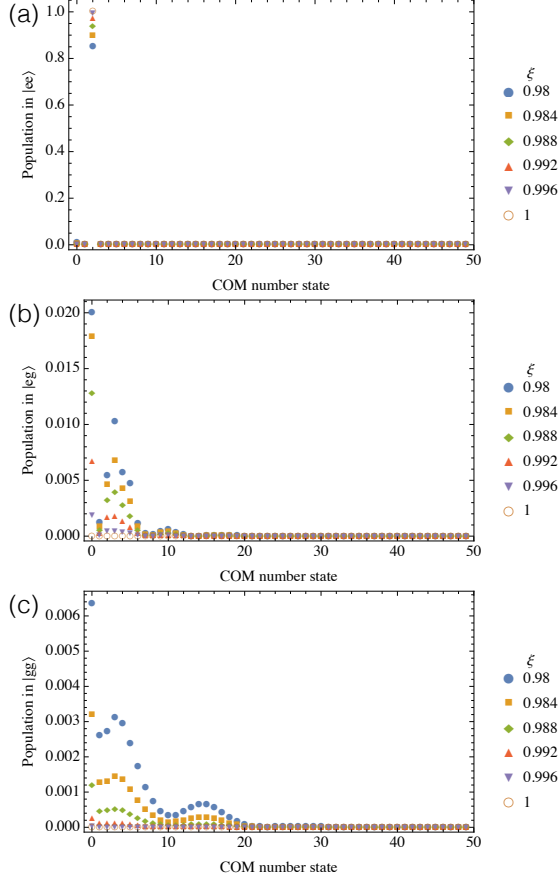 (a)
Population in |ee⟩
1.0
0.8
0.6
0.4
0.2
0.0
0 10 20 30 40 50
COM number state
ξ
0.98
0.984
0.988
0.992
0.996
1
(b)
Population in |eg⟩
0.020
0.015
0.010
0.005
0.000
0 10 20 30 40 50
COM number state
ξ
0.98
0.984
0.988
0.992
0.996
1
(c)
Population in |gg⟩
0.006
0.005
0.004
0.003
0.002
0.001
0.000
0 10 20 30 40 50
COM number state
ξ
0.98
0.984
0.988
0.992
0.996
1